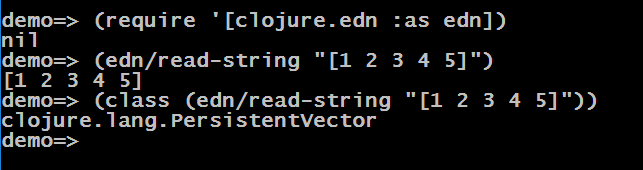 demo=> (require '[clojure.edn :as edn])
nil
demo=> (edn/read-string "[1 2 3 4 5]")
[1 2 3 4 5]
demo=> (class (edn/read-string "[1 2 3 4 5]"))
clojure.lang.PersistentVector
demo=>